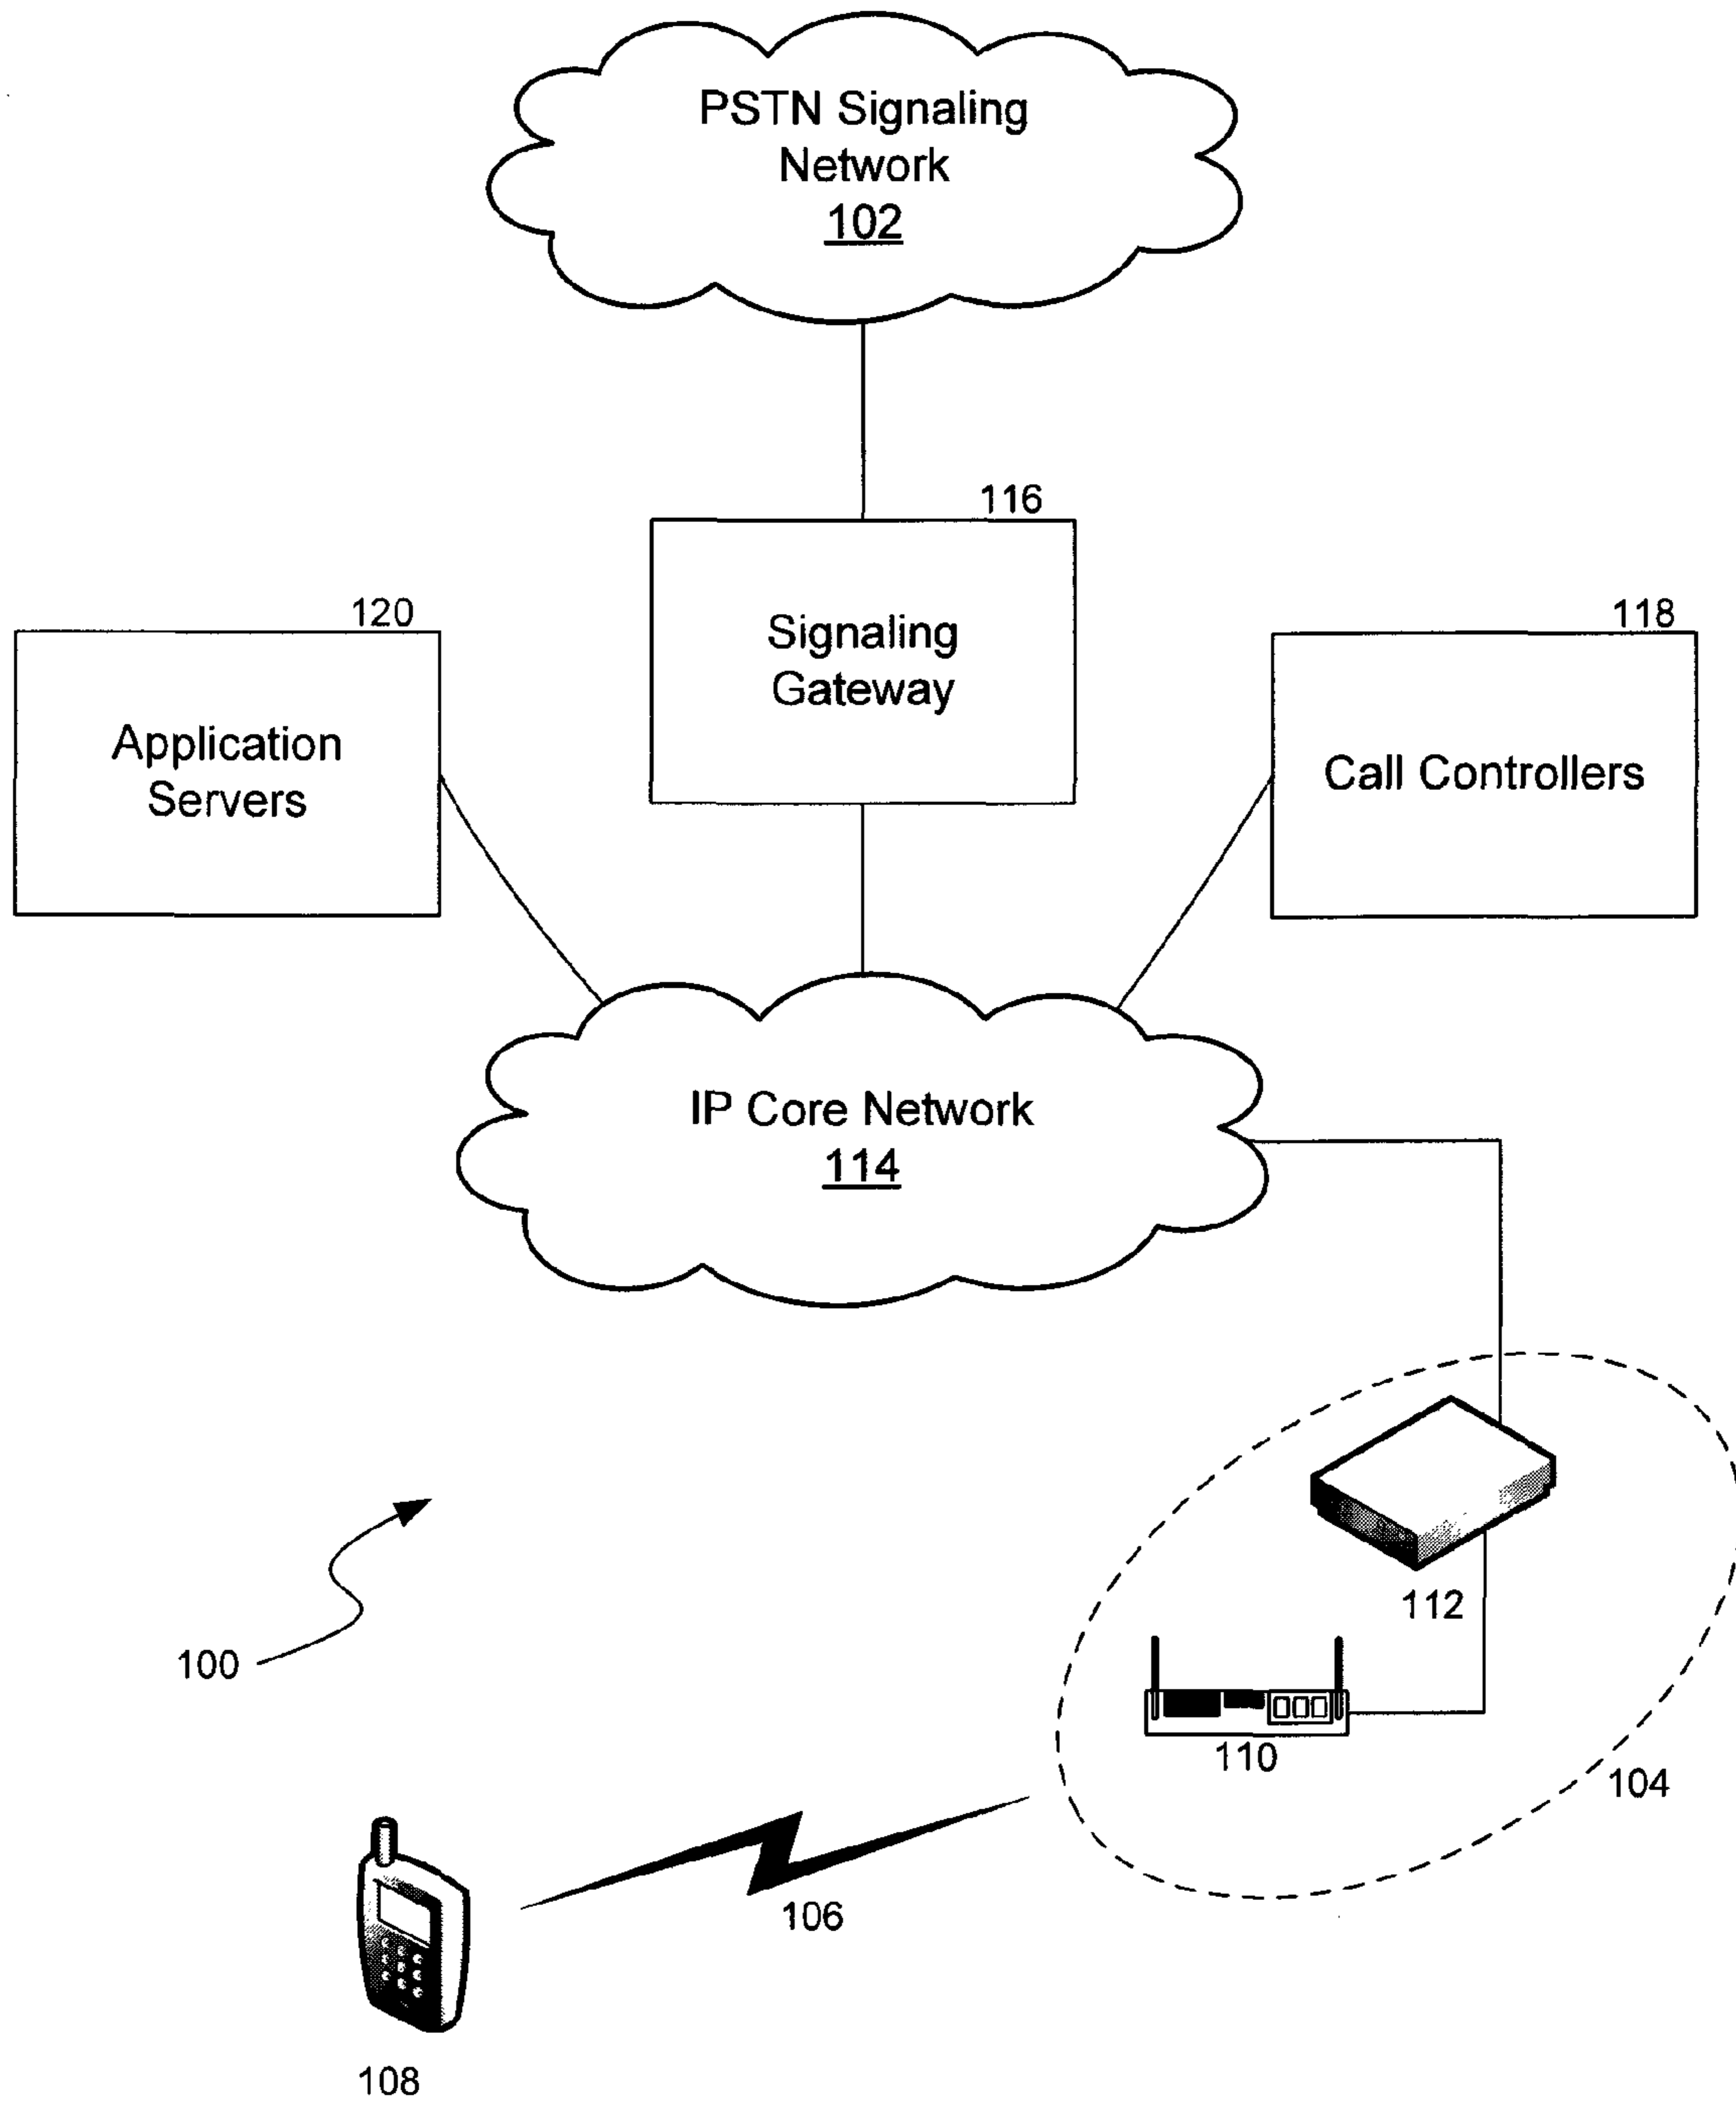 PSTN Signaling
Network
102
116
Signaling
Gateway
120
Application
Servers
118
Call Controllers
IP Core Network
114
112
100
110
104
106
108